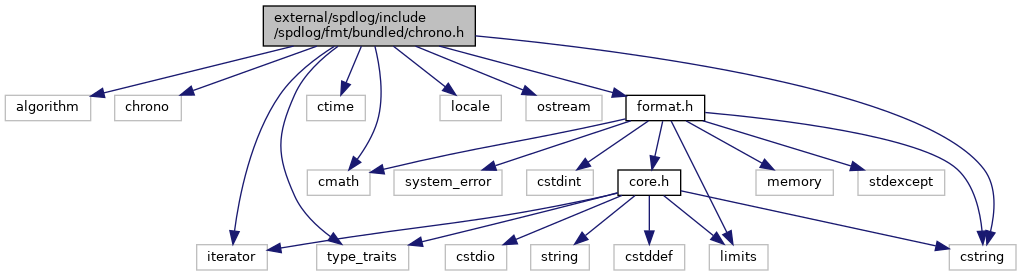 external/spdlog/include
/spdlog/fmt/bundled/chrono.h
algorithm
chrono
ctime
locale
ostream
format.h
cmath
system_error
cstdint
core.h
memory
stdexcept
iterator
type_traits
cstdio
string
cstddef
limits
cstring